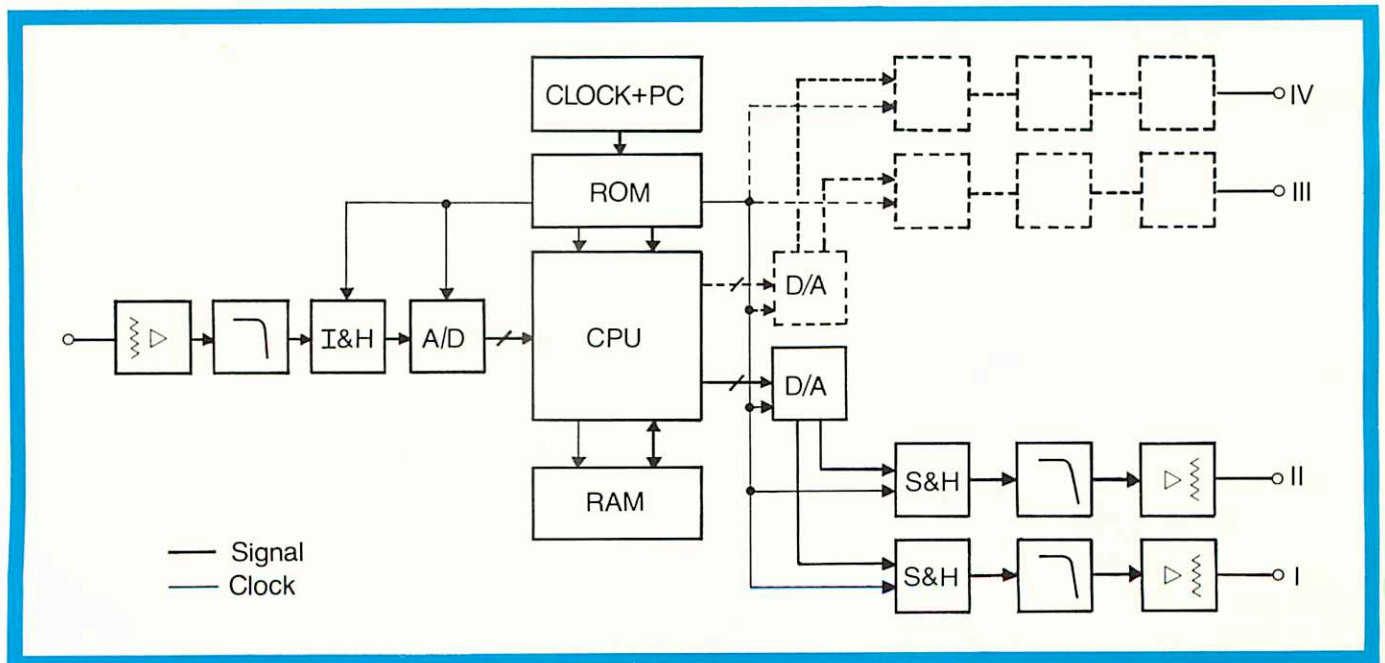 CLOCK+PC
IV
ROM
III
D/A
I&H
A/D
CPU
D/A
S&H
II
RAM
Signal
Clock
S&H
I